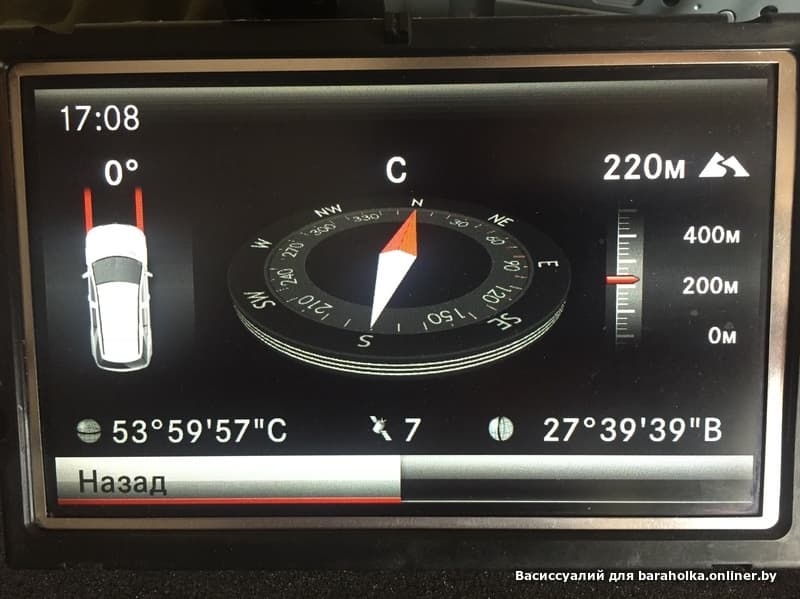 17:08
0°
С
220м
NW
N
NE
330
30
300
60
W
270
90
E
400м
240
120
200м
SW
210
150
SE
S
0м
53°59'57"С
7
27°39'39"В
Назад
Васиссуалий для baraholka.onliner.by